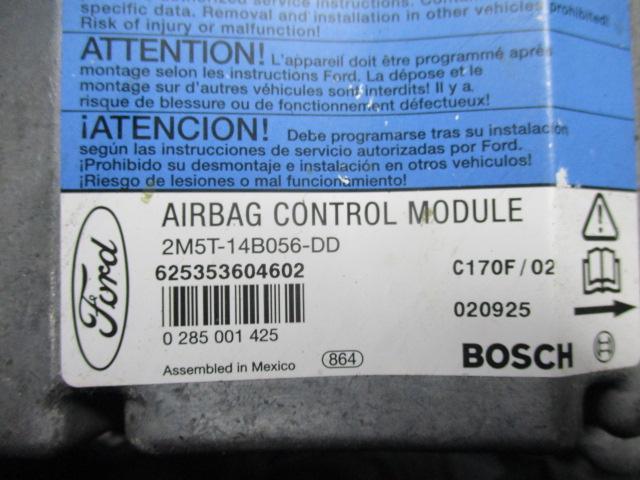 specific data. Removal and installation in other vehicles prohibited!
Risk of injury or malfunction!
ATTENTION! L'appareil doit être programmé après
montage selon les instructions Ford. La dépose et le
montage sur d'autres véhicules sont interdits! Il y a
risque de blessure ou de fonctionnement défectueux!
¡ATENCION! Debe programarse tras su instalación
según las instrucciones de servicio autorizadas por Ford.
¡Prohibido su desmontaje e instalación en otros vehiculos!
¡Riesgo de lesiones o mal funcionamiento!
Ford
AIRBAG CONTROL MODULE
2M5T-14B056-DD
625353604602
C170F/02
0 285 001 425
020925
Assembled in Mexico
864
BOSCH